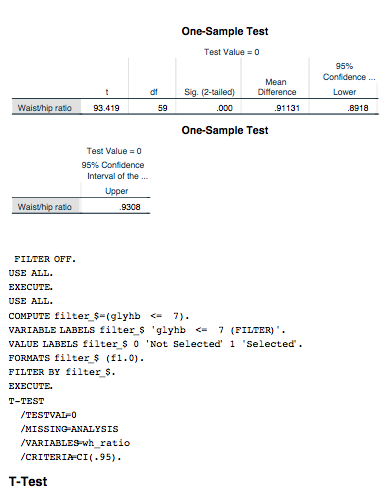 One-Sample Test
Test Value = 0
95%
Confidence ...
t df Sig. (2-tailed) Mean Difference Lower
Waist/hip ratio 93.419 59 .000 .91131 .8918
One-Sample Test
Test Value = 0
95% Confidence
Interval of the ...
Upper
Waist/hip ratio .9308
FILTER OFF.
USE ALL.
EXECUTE.
USE ALL.
COMPUTE filter_$=(glyhb <= 7).
VARIABLE LABELS filter_$ 'glyhb <= 7 (FILTER)'.
VALUE LABELS filter_$ 0 'Not Selected' 1 'Selected'.
FORMATS filter_$ (f1.0).
FILTER BY filter_$.
EXECUTE.
T-TEST
/TESTVAL=0
/MISSING=ANALYSIS
/VARIABLES=wh_ratio
/CRITERIA=CI(.95).
T-Test